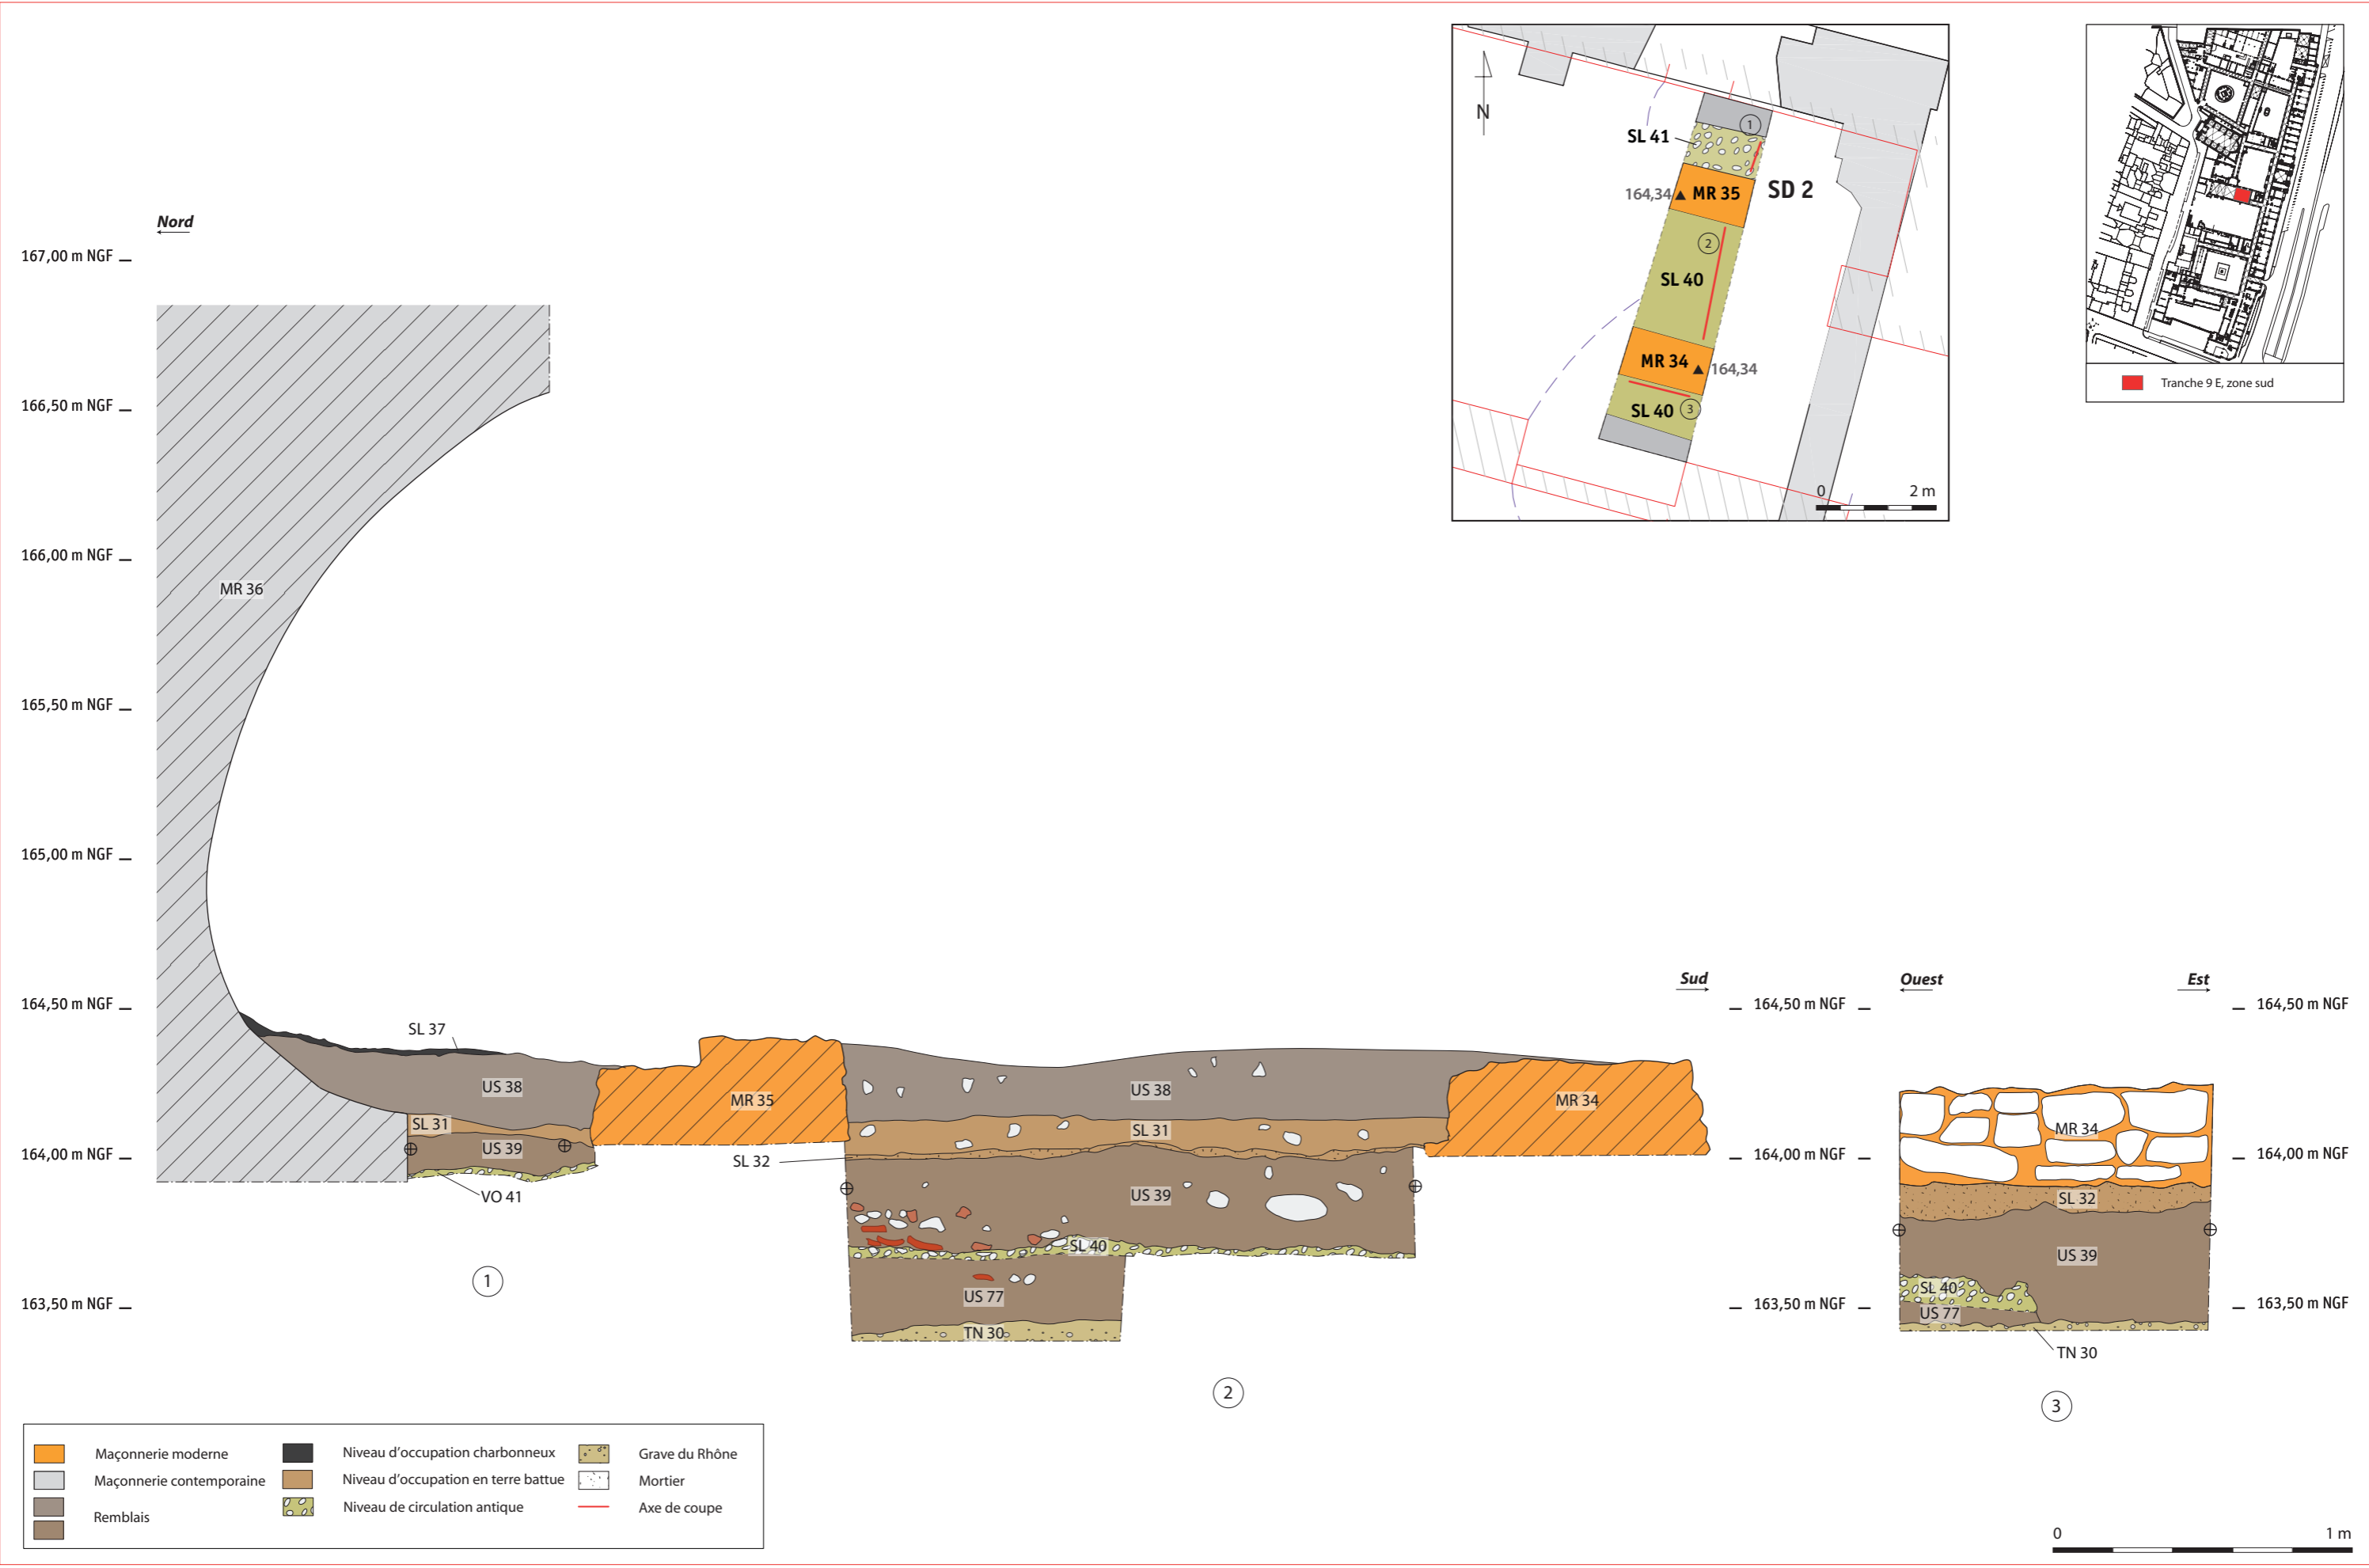 Nord
167,00 m NGF
166,50 m NGF
166,00 m NGF
165,50 m NGF
165,00 m NGF
164,50 m NGF
164,00 m NGF
163,50 m NGF
MR 36
SL 37
US 38
SL 31
US 39
VO 41
1
MR 35
SL 32
US 38
SL 31
US 39
SL 40
US 77
TN 30
2
MR 34
Sud
164,50 m NGF
164,00 m NGF
163,50 m NGF
Ouest
Est
MR 34
SL 32
US 39
SL 40
US 77
TN 30
3
164,50 m NGF
164,00 m NGF
163,50 m NGF
N
SL 41
1
164,34
MR 35
SD 2
2
SL 40
MR 34
164,34
SL 40
3
0 2 m
Tranche 9 E, zone sud
Maçonnerie moderne
Maçonnerie contemporaine
Remblais
Niveau d'occupation charbonneux
Niveau d'occupation en terre battue
Niveau de circulation antique
Grave du Rhône
Mortier
Axe de coupe
0 1 m